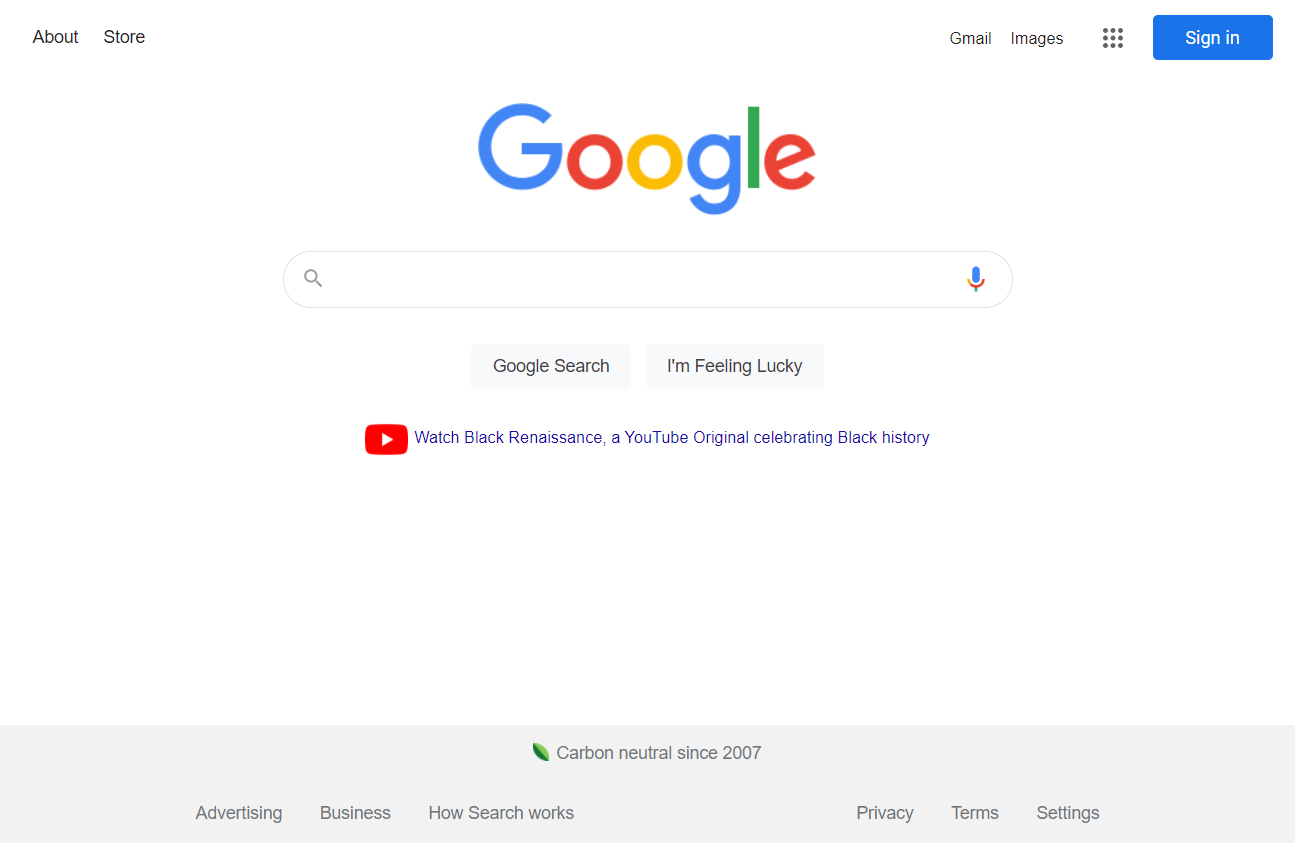 About Store Gmail Images Sign in
Google
Google Search I'm Feeling Lucky
Watch Black Renaissance, a YouTube Original celebrating Black history
Carbon neutral since 2007
Advertising Business How Search works Privacy Terms Settings